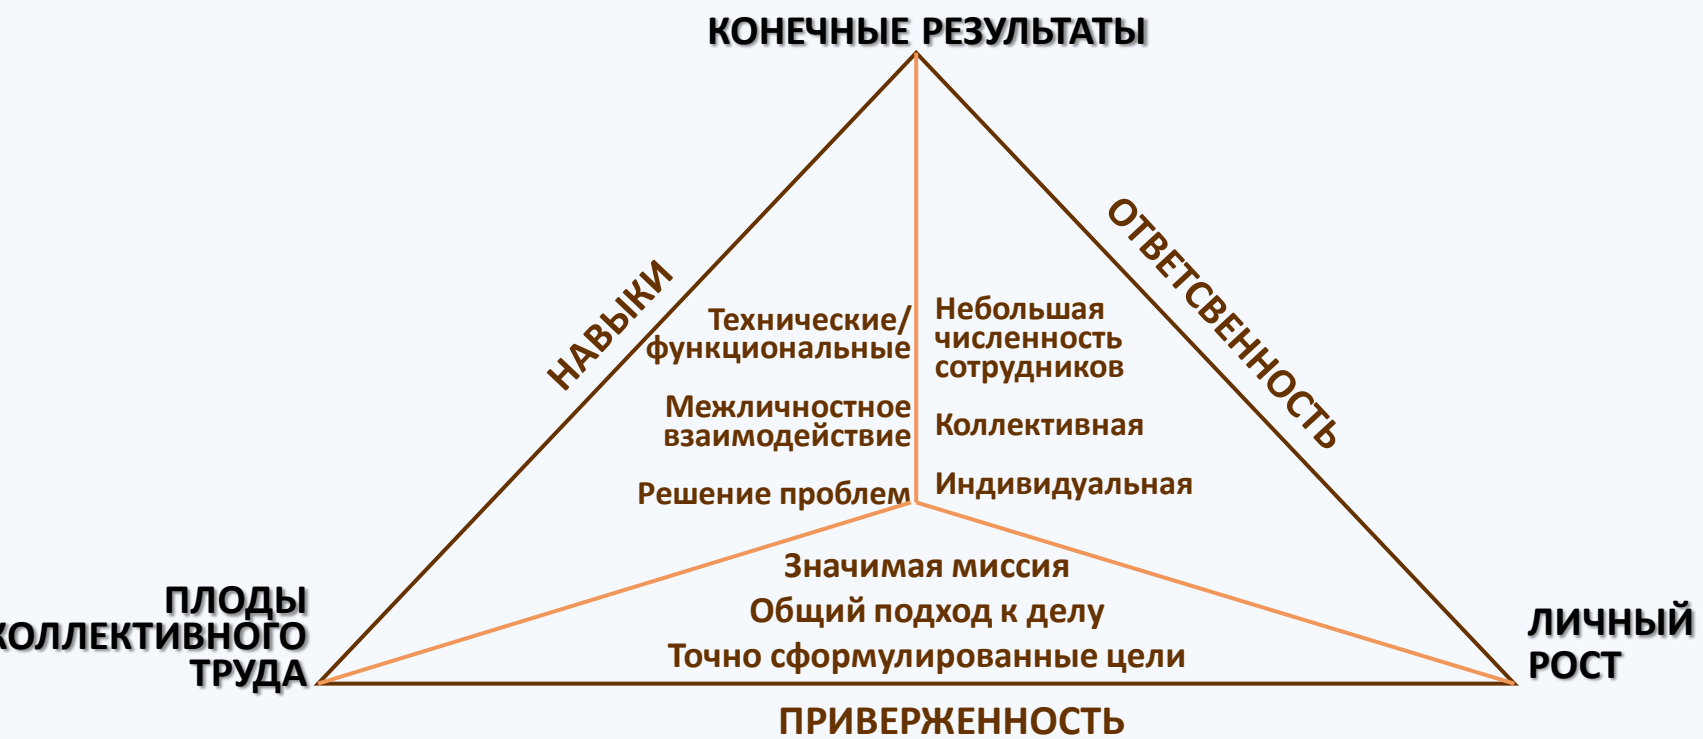 КОНЕЧНЫЕ РЕЗУЛЬТАТЫ
НАВЫКИ
ОТВЕТСВЕННОСТЬ
Технические/
функциональные
Межличностное
взаимодействие
Решение проблем
Небольшая
численность
сотрудников
Коллективная
Индивидуальная
Значимая миссия
Общий подход к делу
Точно сформулированные цели
ПЛОДЫ
КОЛЛЕКТИВНОГО
ТРУДА
ЛИЧНЫЙ
РОСТ
ПРИВЕРЖЕННОСТЬ